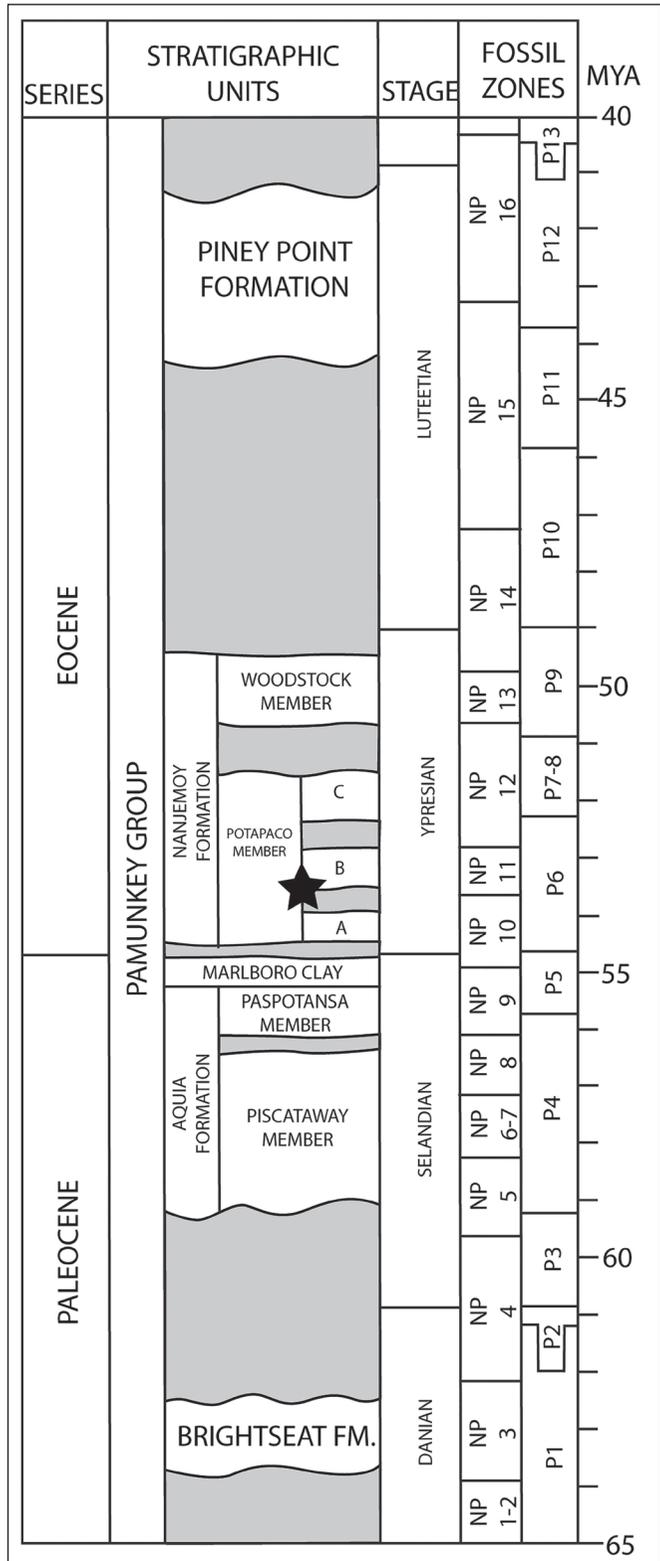 SERIES
STRATIGRAPHIC
UNITS
STAGE
FOSSIL
ZONES
MYA
40
45
50
55
60
65
EOCENE
PALEOCENE
PAMUNKEY GROUP
PINEY POINT
FORMATION
NANJEMOY
FORMATION
WOODSTOCK
MEMBER
POTAPACO
MEMBER
C
B
A
MARLBORO CLAY
AQUIA
FORMATION
PASPOTANSA
MEMBER
PISCATAWAY
MEMBER
BRIGHTSEAT FM.
LUTEETIAN
YPRESIAN
SELANDIAN
DANIAN
NP
16
NP
15
NP
14
NP
13
NP
12
NP
11
NP
10
NP
9
NP
8
NP
6-7
NP
5
NP
4
NP
3
NP
1-2
P13
P12
P11
P10
P9
P7-8
P6
P5
P4
P3
P2
P1